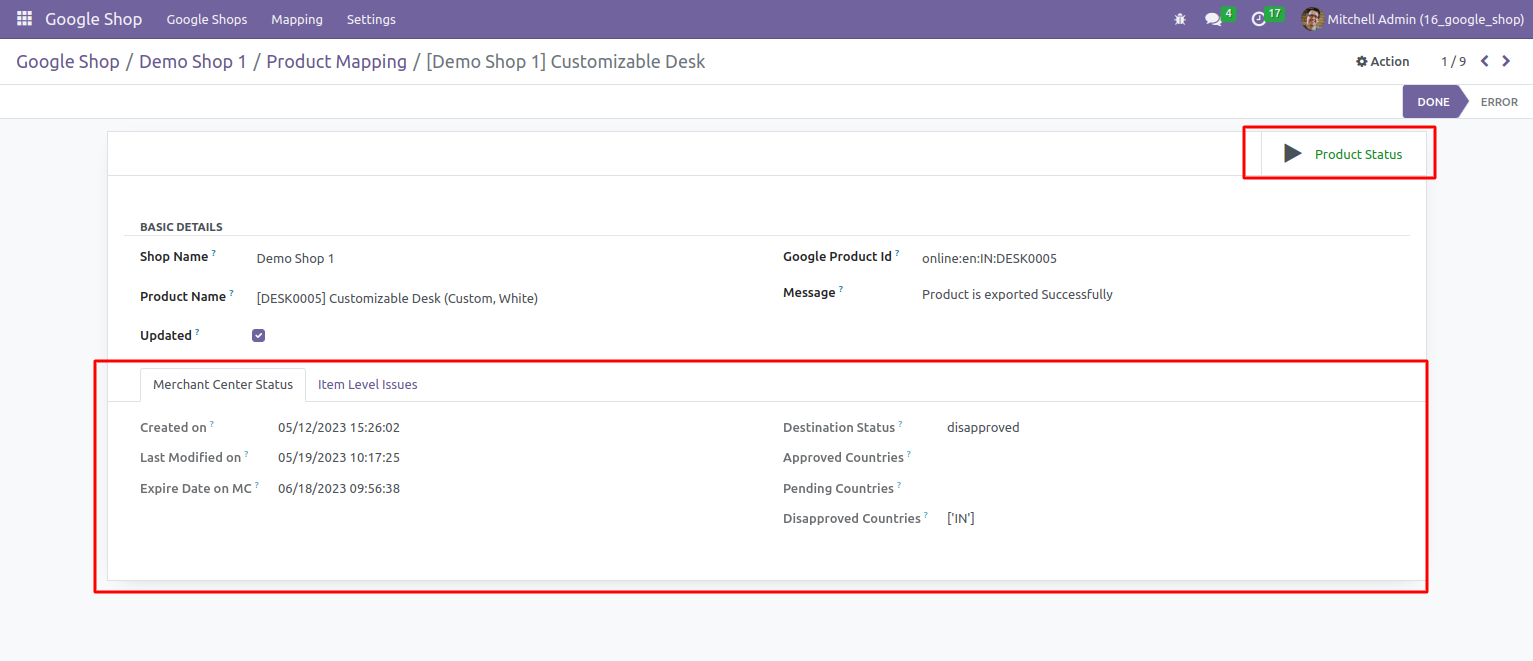 Google Shop Google Shops Mapping Settings 4 17 Mitchell Admin (16_google_shop)
Google Shop / Demo Shop 1 / Product Mapping / [Demo Shop 1] Customizable Desk Action 1 / 9
DONE ERROR
Product Status
BASIC DETAILS
Shop Name ? Demo Shop 1 Google Product Id ? online:en:IN:DESK0005
Product Name ? [DESK0005] Customizable Desk (Custom, White) Message ? Product is exported Successfully
Updated ?
Merchant Center Status Item Level Issues
Created on ? 05/12/2023 15:26:02 Destination Status ? disapproved
Last Modified on ? 05/19/2023 10:17:25 Approved Countries ?
Expire Date on MC ? 06/18/2023 09:56:38 Pending Countries ?
Disapproved Countries ? ['IN']